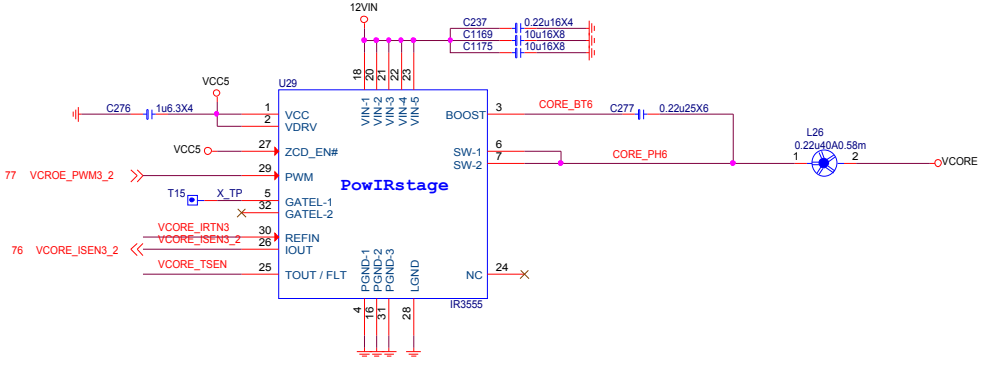 12VIN
C237 0.22u16X4
C1169 10u16X8
C1175 10u16X8
18 20 21 22 23
VCC5
U29
C276 1u6.3X4
1 VCC
2 VDRV
VIN-1 VIN-2 VIN-3 VIN-4 VIN-5
BOOST 3 CORE_BT6 C277 0.22u25X6
VCC5 27 ZCD_EN#
SW-1 6
SW-2 7 CORE_PH6
L26
0.22u40A0.58m
1 2 VCORE
77 VCROE_PWM3_2 29 PWM
PowIRstage
T15 X_TP 5 GATEL-1
32 GATEL-2
VCORE_IRTN3 30 REFIN
76 VCORE_ISEN3_2 VCORE_ISEN3_2 26 IOUT
VCORE_TSEN 25 TOUT / FLT
PGND-1 PGND-2 PGND-3 LGND
NC 24
IR3555
4 16 31 28